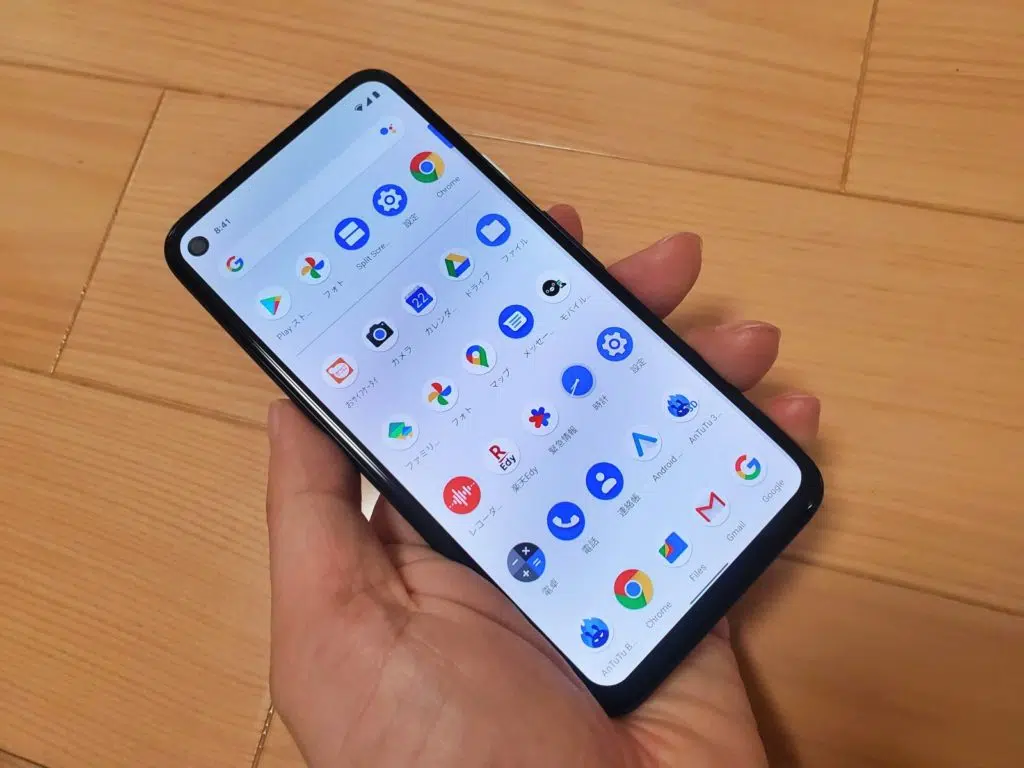 8:41
Play スト...
フォト
Split Scre...
設定
Chrome
おサイフケータイ
カメラ
22
カレンダ...
ドライブ
ファイル
ファミリ...
フォト
マップ
メッセー...
モバイル...
レコーダ...
R
Edy
楽天Edy
緊急情報
時計
設定
電卓
電話
連絡帳
Android...
3D
AnTuTu 3...
AnTuTu B...
Chrome
Files
Gmail
Google